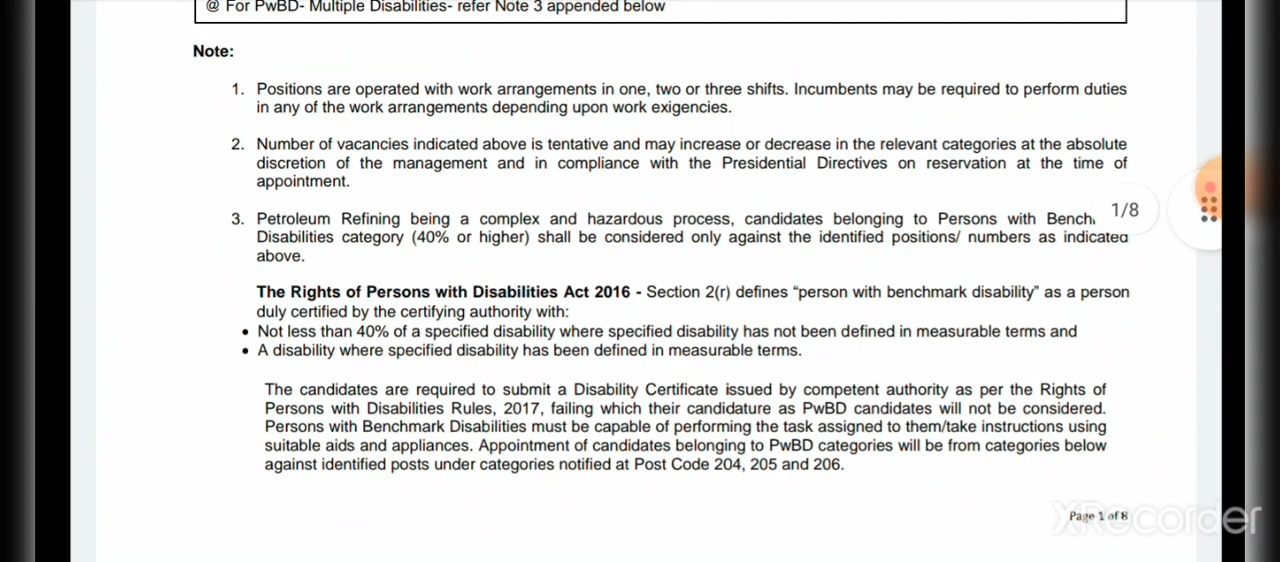 @ For PwBD- Multiple Disabilities- refer Note 3 appended below
Note:
1. Positions are operated with work arrangements in one, two or three shifts. Incumbents may be required to perform duties
in any of the work arrangements depending upon work exigencies.
2. Number of vacancies indicated above is tentative and may increase or decrease in the relevant categories at the absolute
discretion of the management and in compliance with the Presidential Directives on reservation at the time of
appointment.
3. Petroleum Refining being a complex and hazardous process, candidates belonging to Persons with
1/8
Disabilities category (40% or higher) shall be considered only against the identified positions/ numbers as indicated
above.
The Rights of Persons with Disabilities Act 2016 - Section 2(r) defines “person with benchmark disability” as a person
duly certified by the certifying authority with:
• Not less than 40% of a specified disability where specified disability has not been defined in measurable terms and
• A disability where specified disability has been defined in measurable terms.
The candidates are required to submit a Disability Certificate issued by competent authority as per the Rights of
Persons with Disabilities Rules, 2017, failing which their candidature as PwBD candidates will not be considered.
Persons with Benchmark Disabilities must be capable of performing the task assigned to them/take instructions using
suitable aids and appliances. Appointment of candidates belonging to PwBD categories will be from categories below
against identified posts under categories notified at Post Code 204, 205 and 206.
Page 1 of 8
XRecorder